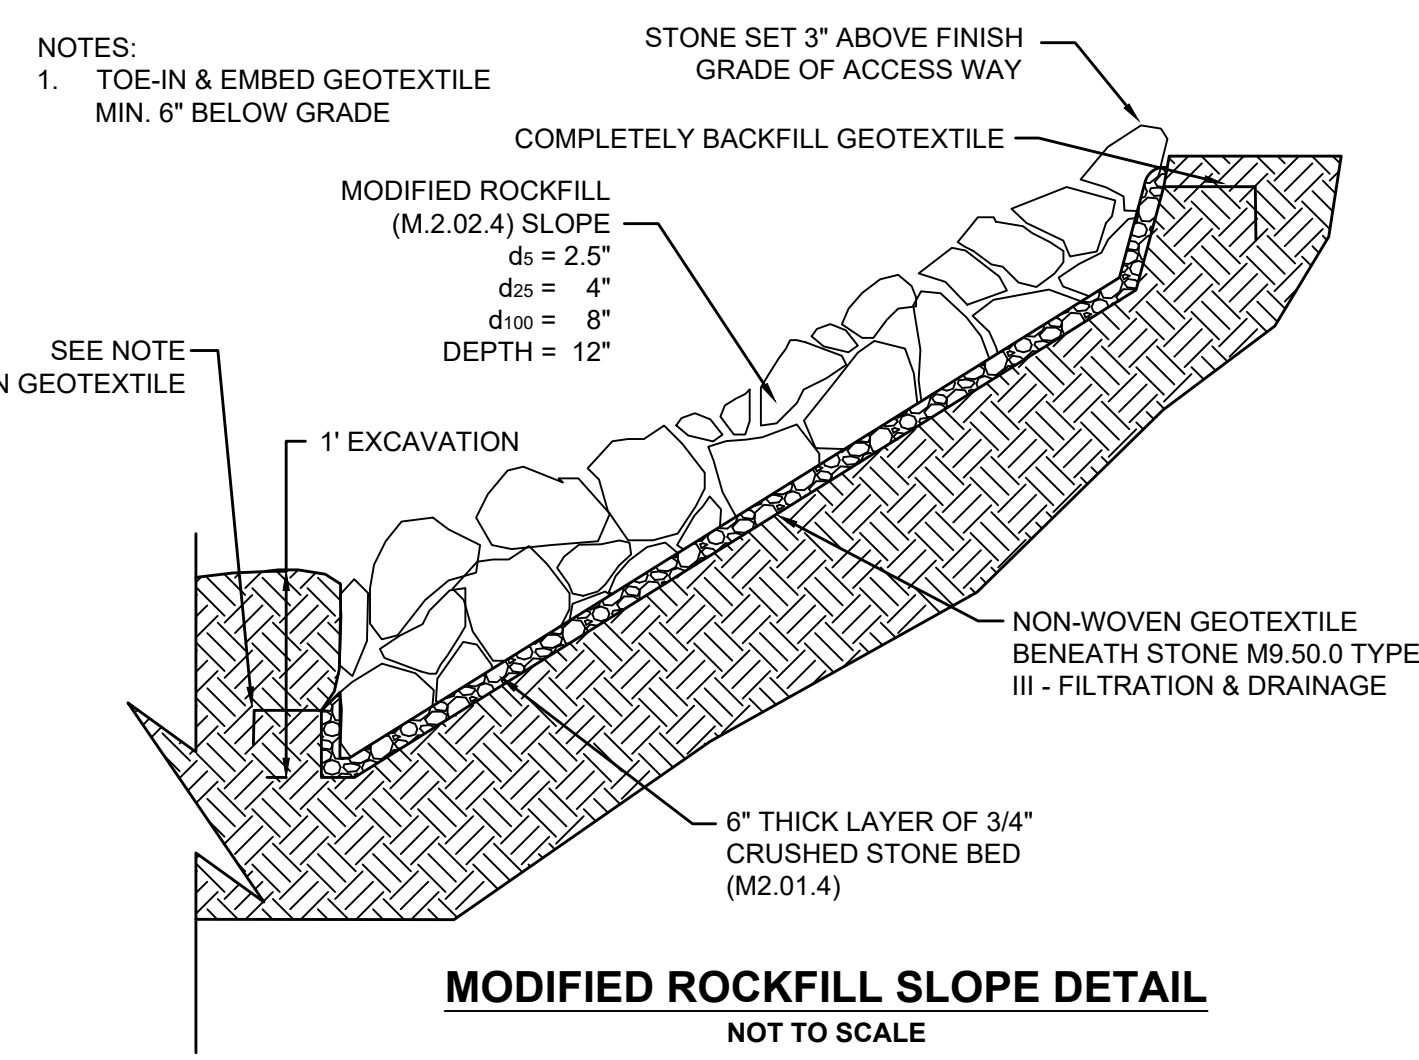 NOTES:
1. TOE-IN & EMBED GEOTEXTILE
MIN. 6" BELOW GRADE
STONE SET 3" ABOVE FINISH
GRADE OF ACCESS WAY
COMPLETELY BACKFILL GEOTEXTILE
MODIFIED ROCKFILL
(M.2.02.4) SLOPE
d5 = 2.5"
d25 = 4"
d100 = 8"
DEPTH = 12"
SEE NOTE
GEOTEXTILE
1' EXCAVATION
NON-WOVEN GEOTEXTILE
BENEATH STONE M9.50.0 TYPE
III - FILTRATION & DRAINAGE
6" THICK LAYER OF 3/4"
CRUSHED STONE BED
(M2.01.4)
MODIFIED ROCKFILL SLOPE DETAIL
NOT TO SCALE